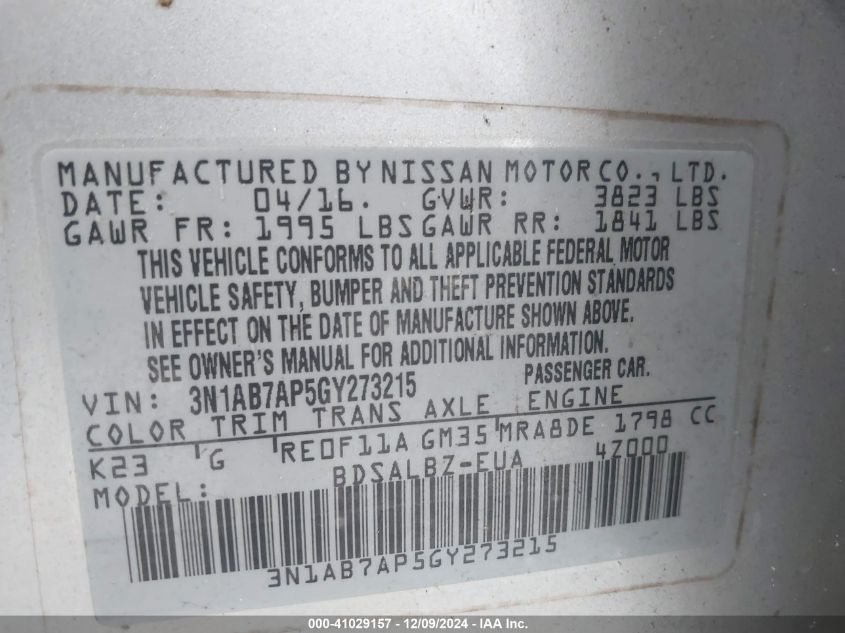 MANUFACTURED BY NISSAN MOTOR CO., LTD.
DATE: 04/16. GVWR: 3823 LBS
GAWR FR: 1995 LBS GAWR RR: 1841 LBS
THIS VEHICLE CONFORMS TO ALL APPLICABLE FEDERAL MOTOR
VEHICLE SAFETY, BUMPER AND THEFT PREVENTION STANDARDS
IN EFFECT ON THE DATE OF MANUFACTURE SHOWN ABOVE.
SEE OWNER'S MANUAL FOR ADDITIONAL INFORMATION.
VIN: 3N1AB7AP5GY273215 PASSENGER CAR.
COLOR TRIM TRANS AXLE ENGINE
K23 G RE0F11A GM35 MRA8DE 1798 CC
MODEL: BDSALBZ-EUA 4Z000
3N1AB7AP5GY273215
000-41029157 - 12/09/2024 - IAA, Inc.